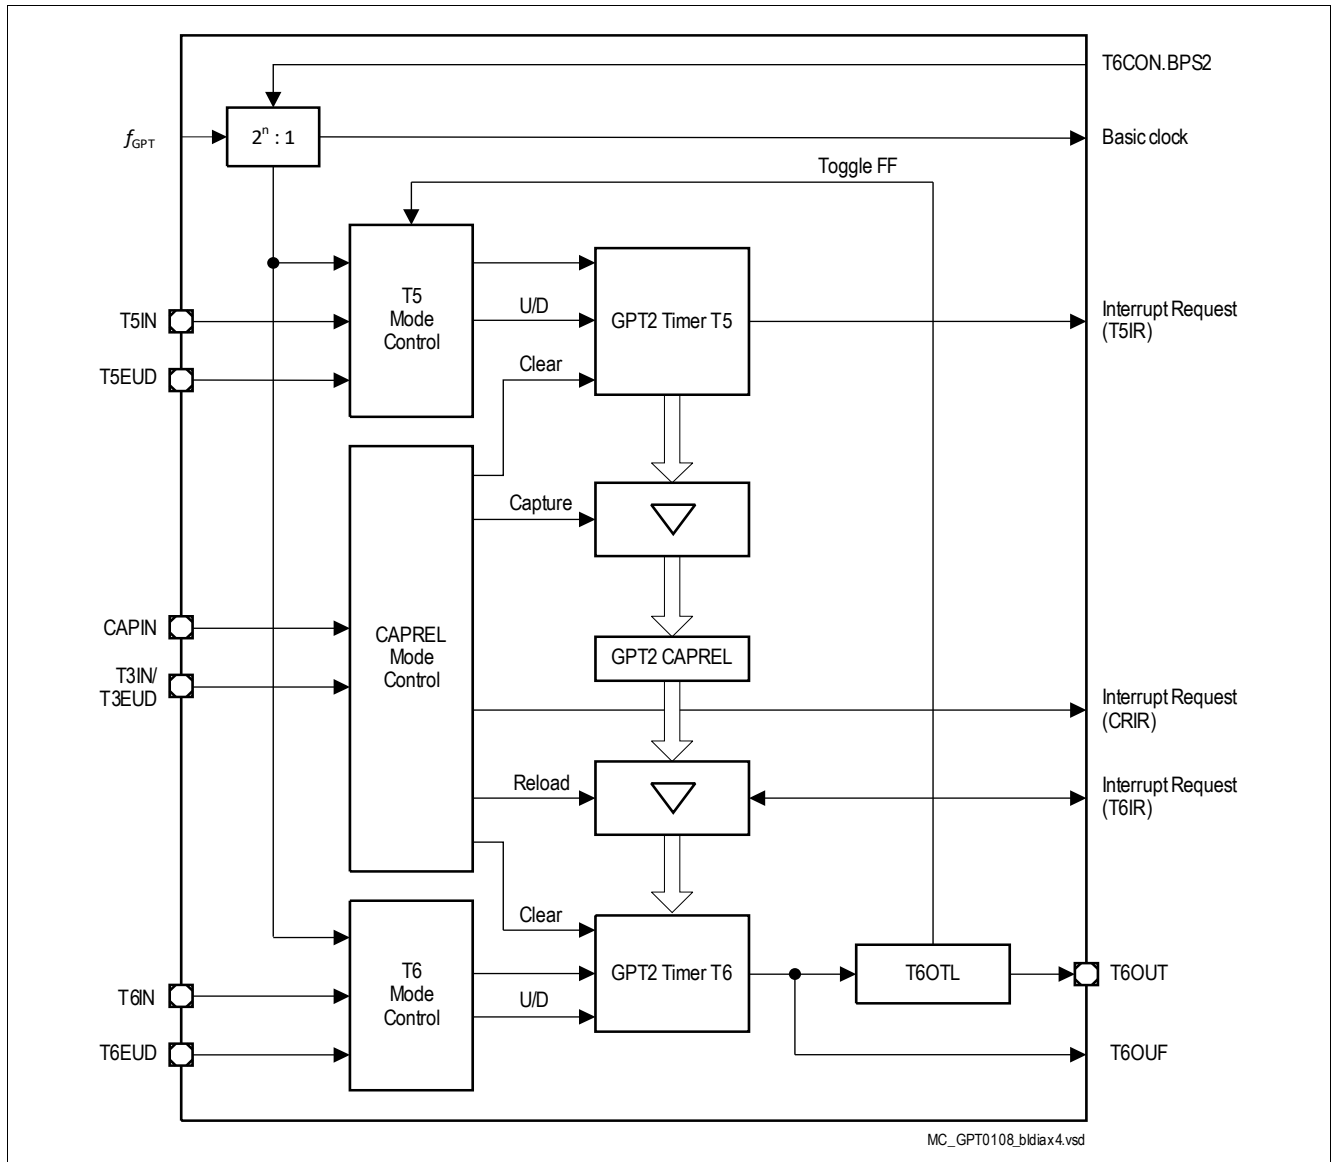 T6CON.BPS2
fGPT
2ⁿ : 1
Basic clock
Toggle FF
T5
Mode
Control
U/D
GPT2 Timer T5
Interrupt Request
(T5IR)
T5IN
T5EUD
Clear
Capture
CAPIN
T3IN/
T3EUD
CAPREL
Mode
Control
GPT2 CAPREL
Interrupt Request
(CRIR)
Reload
Interrupt Request
(T6IR)
Clear
T6
Mode
Control
U/D
GPT2 Timer T6
T6OTL
T6OUT
T6IN
T6EUD
T6OUF
MC_GPT0108_bldiax4.vsd